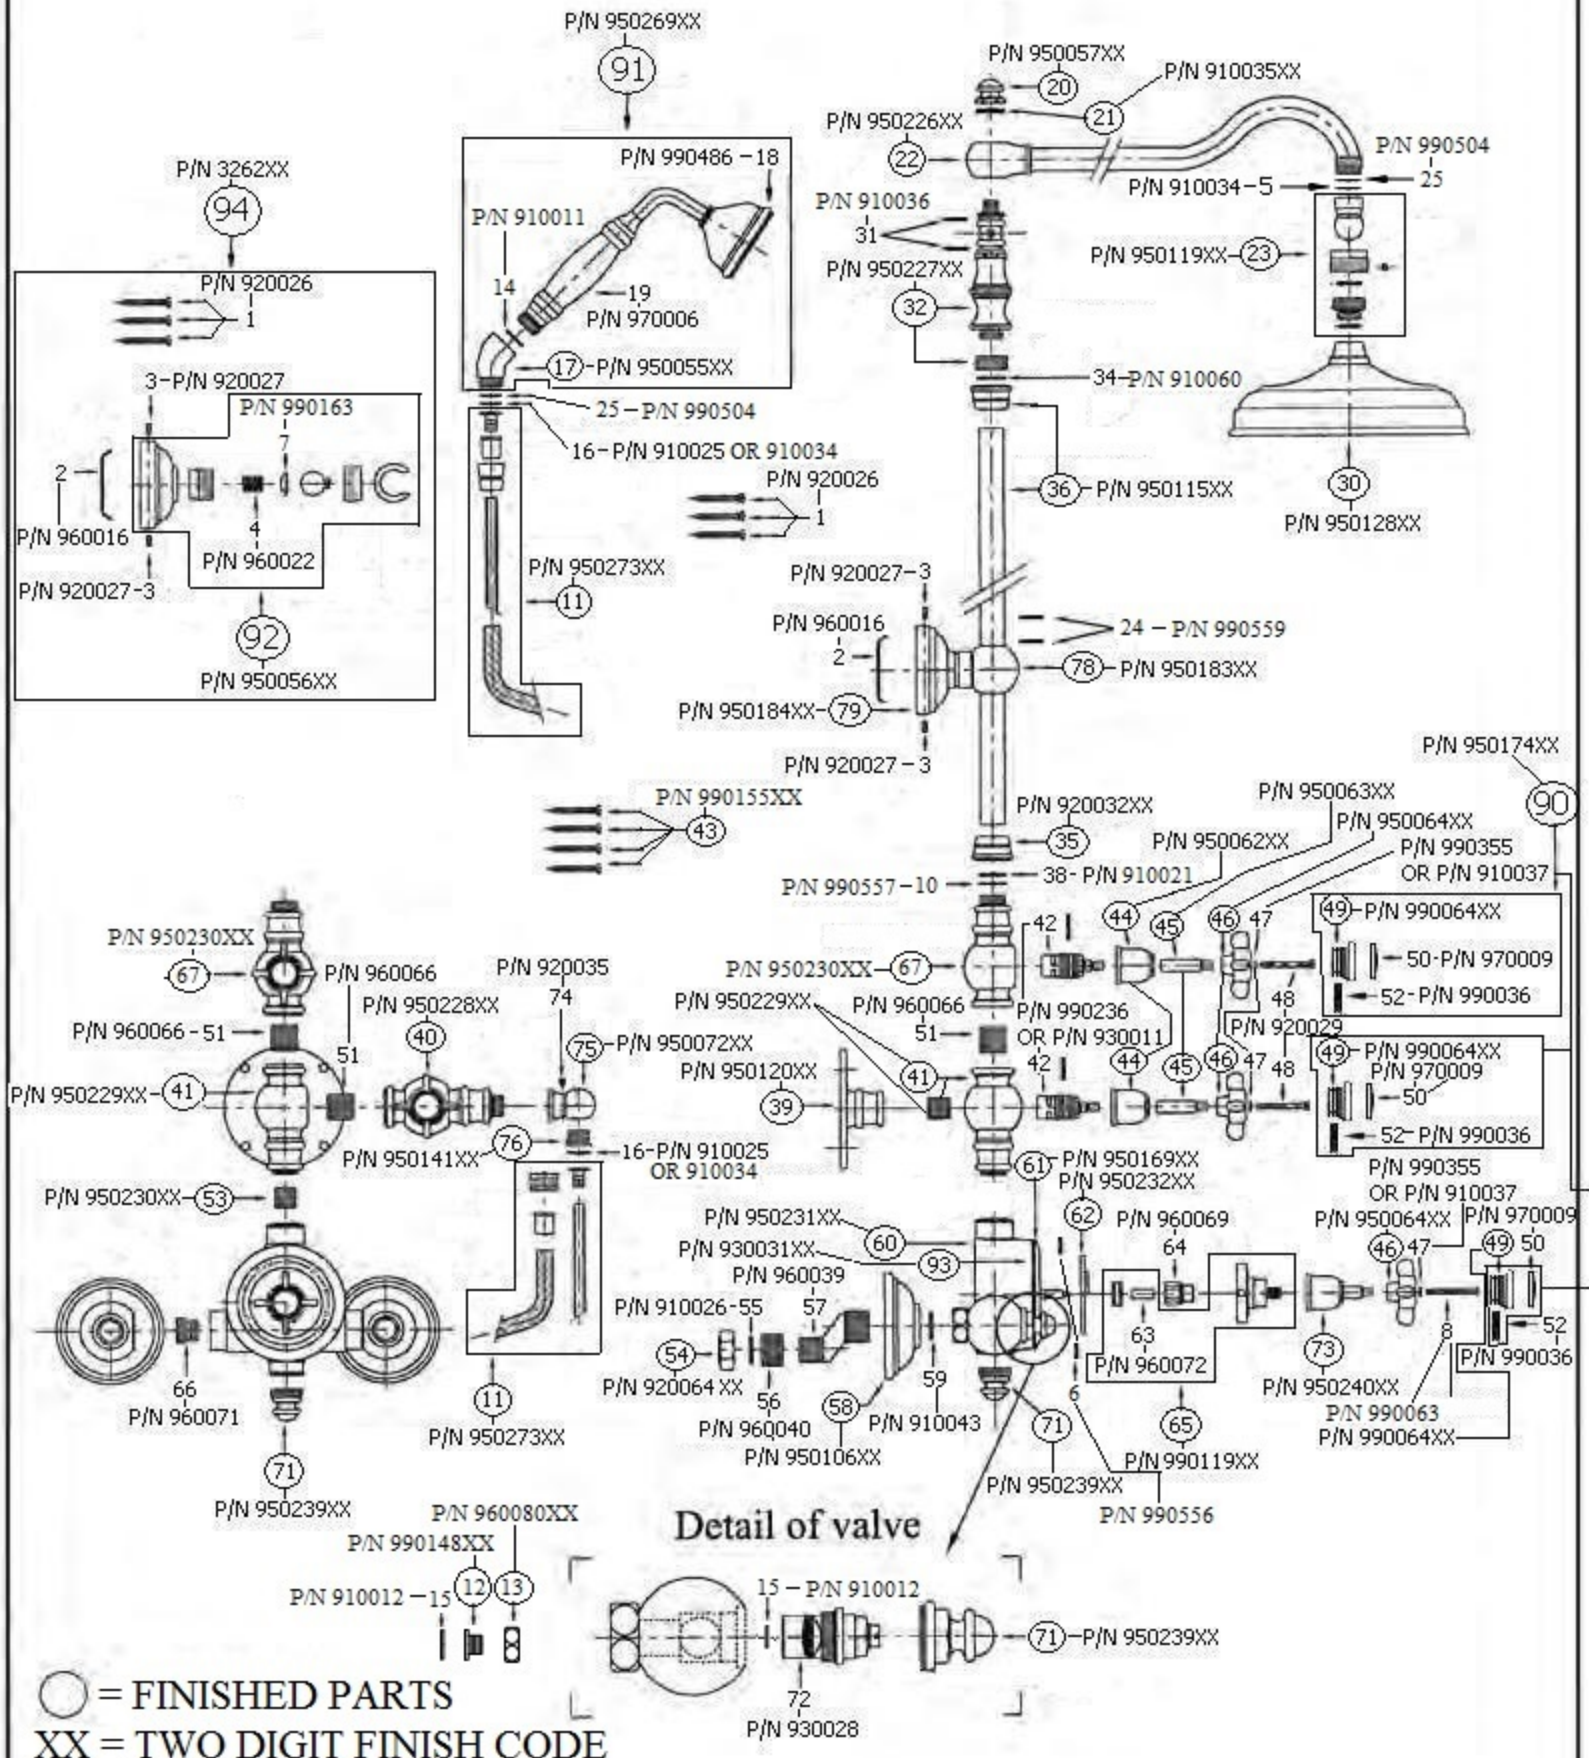 P/N 950269XX
91
P/N 990486 - 18
P/N 910011
14
19
P/N 970006
17 - P/N 950055XX
25 - P/N 990504
16 - P/N 910025 OR 910034
P/N 950273XX
11
P/N 3262XX
94
P/N 920026
1
3 - P/N 920027
P/N 990163
7
2
P/N 960016
4
P/N 960022
P/N 920027 - 3
92
P/N 950056XX
P/N 950057XX
20
P/N 910035XX
21
P/N 950226XX
22
P/N 990504
25
P/N 910034 - 5
P/N 910036
31
P/N 950119XX - 23
P/N 950227XX
32
34 - P/N 910060
36 - P/N 950115XX
30
P/N 950128XX
P/N 920026
1
P/N 920027 - 3
P/N 960016
2
24 - P/N 990559
78 - P/N 950183XX
P/N 950184XX - 79
P/N 920027 - 3
P/N 990155XX
43
P/N 950174XX
90
P/N 920032XX
35
P/N 950063XX
P/N 950064XX
P/N 950062XX
P/N 990355
OR P/N 910037
38 - P/N 910021
P/N 990557 - 10
42
44
45
46
47
49 - P/N 990064XX
50 - P/N 970009
52 - P/N 990036
48
P/N 920029
P/N 950230XX - 67
P/N 950229XX
P/N 960066
51
P/N 990236
OR P/N 930011
42
44
45
46
47
48
49 - P/N 990064XX
P/N 970009
50
52 - P/N 990036
P/N 950120XX
39
41
P/N 950230XX
67
P/N 960066
51
P/N 960066 - 51
P/N 950228XX
40
P/N 920035
74
75 - P/N 950072XX
P/N 950229XX - 41
P/N 950141XX - 76
16 - P/N 910025
OR 910034
P/N 950230XX - 53
66
P/N 960071
71
P/N 950239XX
11
P/N 950273XX
61 - P/N 950169XX
P/N 950232XX
62
P/N 950231XX
60
P/N 930031XX
93
P/N 960039
57
P/N 910026 - 55
54
P/N 920064 XX
56
P/N 960040
58
P/N 950106XX
59
P/N 910043
71
P/N 950239XX
6
P/N 990556
P/N 960069
64
63
P/N 960072
65
P/N 990119XX
P/N 990355
OR P/N 910037
P/N 950064XX
46
47
P/N 970009
49
50
52
P/N 990036
73
P/N 950240XX
8
P/N 990063
P/N 990064XX
P/N 960080XX
P/N 990148XX
P/N 910012 - 15
12
13
Detail of valve
15 - P/N 910012
71 - P/N 950239XX
72
P/N 930028
= FINISHED PARTS
XX = TWO DIGIT FINISH CODE